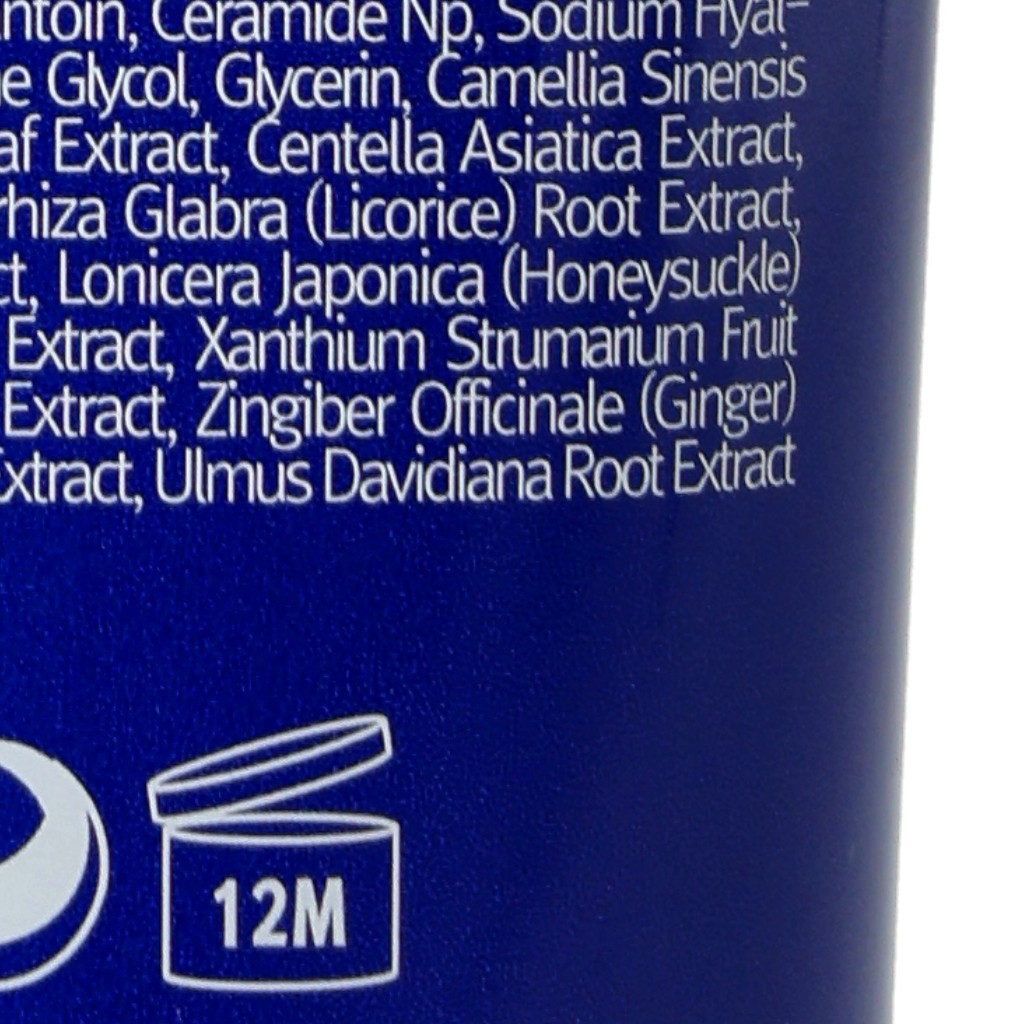 ntoin, Ceramide Np, Sodium Hyal-
e Glycol, Glycerin, Camellia Sinensis
af Extract, Centella Asiatica Extract,
rhiza Glabra (Licorice) Root Extract,
ct, Lonicera Japonica (Honeysuckle)
Extract, Xanthium Strumarium Fruit
Extract, Zingiber Officinale (Ginger)
Extract, Ulmus Davidiana Root Extract
12M